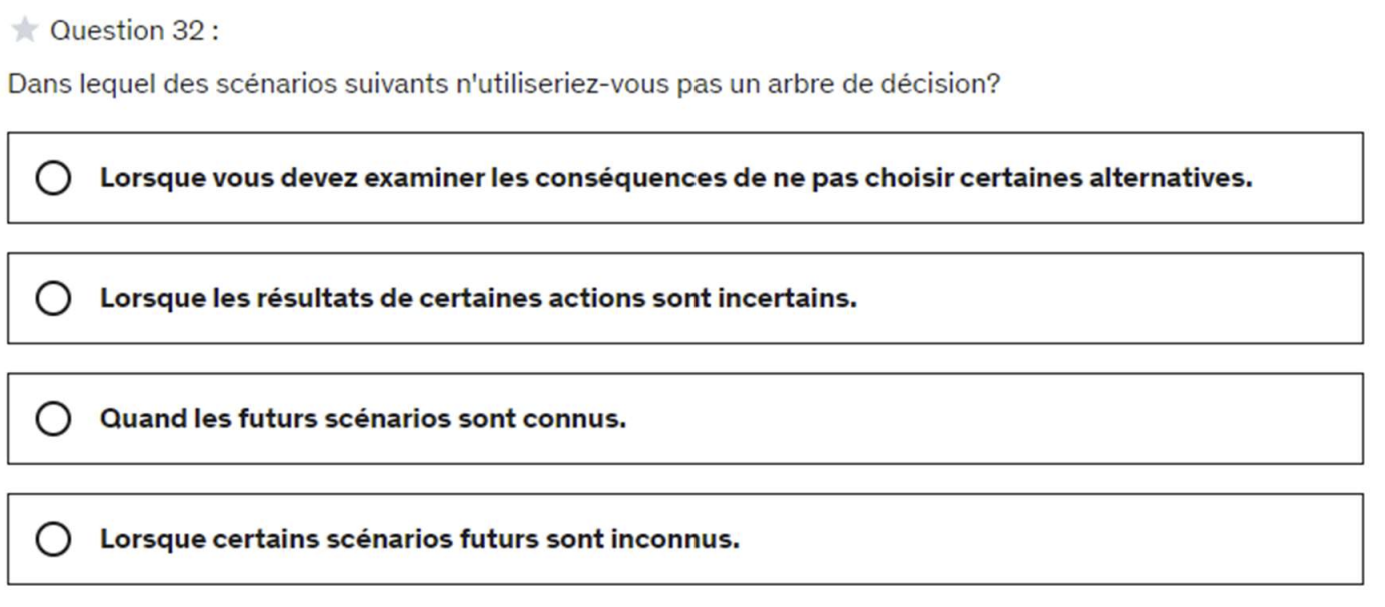 Question 32 :
Dans lequel des scénarios suivants n'utiliseriez-vous pas un arbre de décision?
Lorsque vous devez examiner les conséquences de ne pas choisir certaines alternatives.
Lorsque les résultats de certaines actions sont incertains.
Quand les futurs scénarios sont connus.
Lorsque certains scénarios futurs sont inconnus.